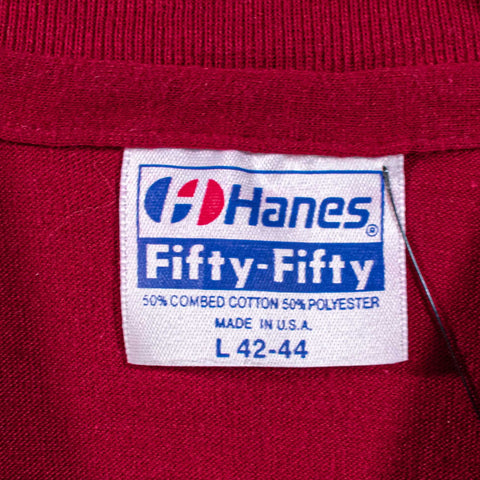 Hanes®
Fifty-Fifty
50% COMBED COTTON 50% POLYESTER
MADE IN U.S.A.
L 42-44